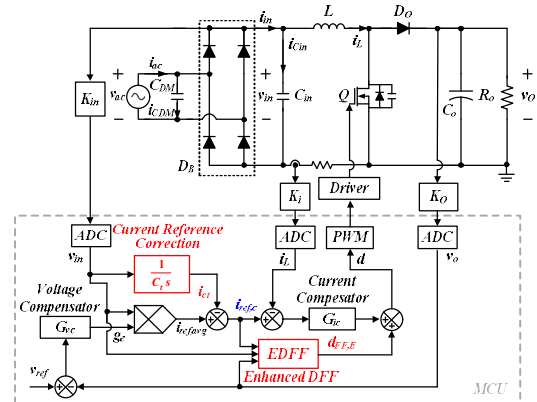 i_in L D_O
i_Cin i_L
i_ac
K_in + v_ac − C_DM i_CDM + v_in − C_in Q C_o R_o + v_O −
D_B
K_i Driver K_O
ADC Current Reference Correction ADC PWM ADC
v_in i_L d v_o
1 / C_t s
Voltage Compensator i_ct Current Compesator
G_vc g_e i_ref,avg i_ref,c G_ic
EDFF d_FF,E
v_ref Enhanced DFF MCU